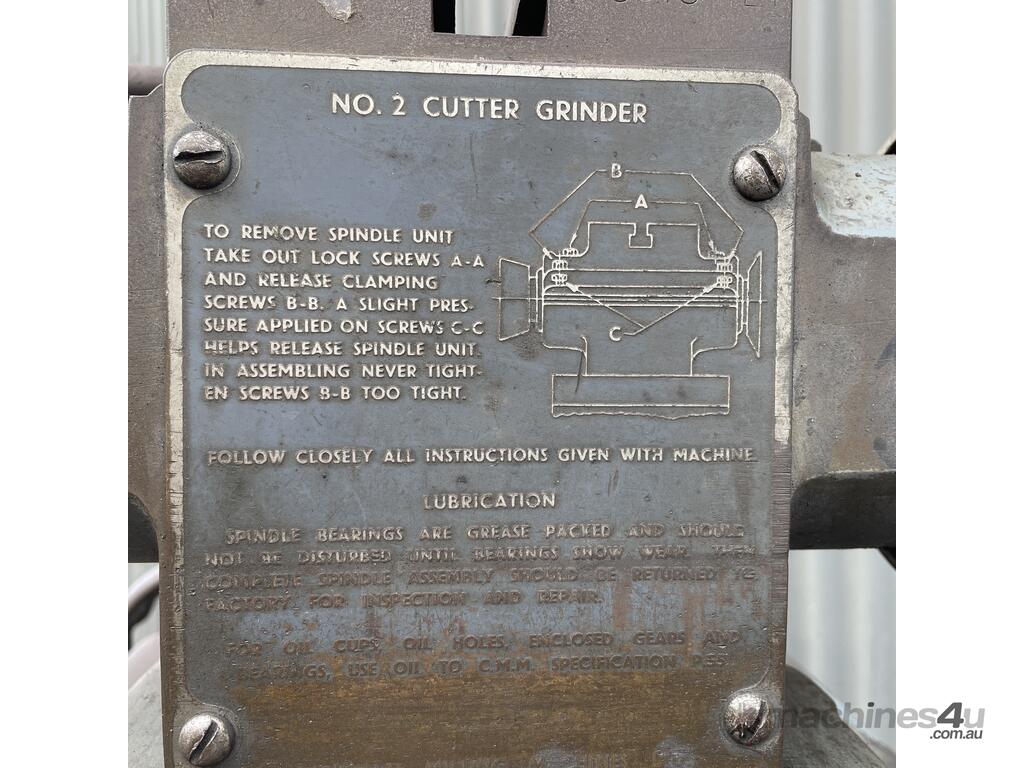 NO. 2 CUTTER GRINDER
B
A
C
TO REMOVE SPINDLE UNIT
TAKE OUT LOCK SCREWS A-A
AND RELEASE CLAMPING
SCREWS B-B. A SLIGHT PRES-
SURE APPLIED ON SCREWS C-C
HELPS RELEASE SPINDLE UNIT.
IN ASSEMBLING NEVER TIGHT-
EN SCREWS B-B TOO TIGHT.
FOLLOW CLOSELY ALL INSTRUCTIONS GIVEN WITH MACHINE
LUBRICATION
SPINDLE BEARINGS ARE GREASE PACKED AND SHOULD
NOT BE DISTURBED UNTIL BEARINGS SHOW WEAR. THEN
COMPLETE SPINDLE ASSEMBLY SHOULD BE RETURNED TO
FACTORY FOR INSPECTION AND REPAIR.
FOR OIL CUPS, OIL HOLES, ENCLOSED GEARS AND
BEARINGS, USE OIL TO C.M.M. SPECIFICATION P.55
machines4u
.com.au